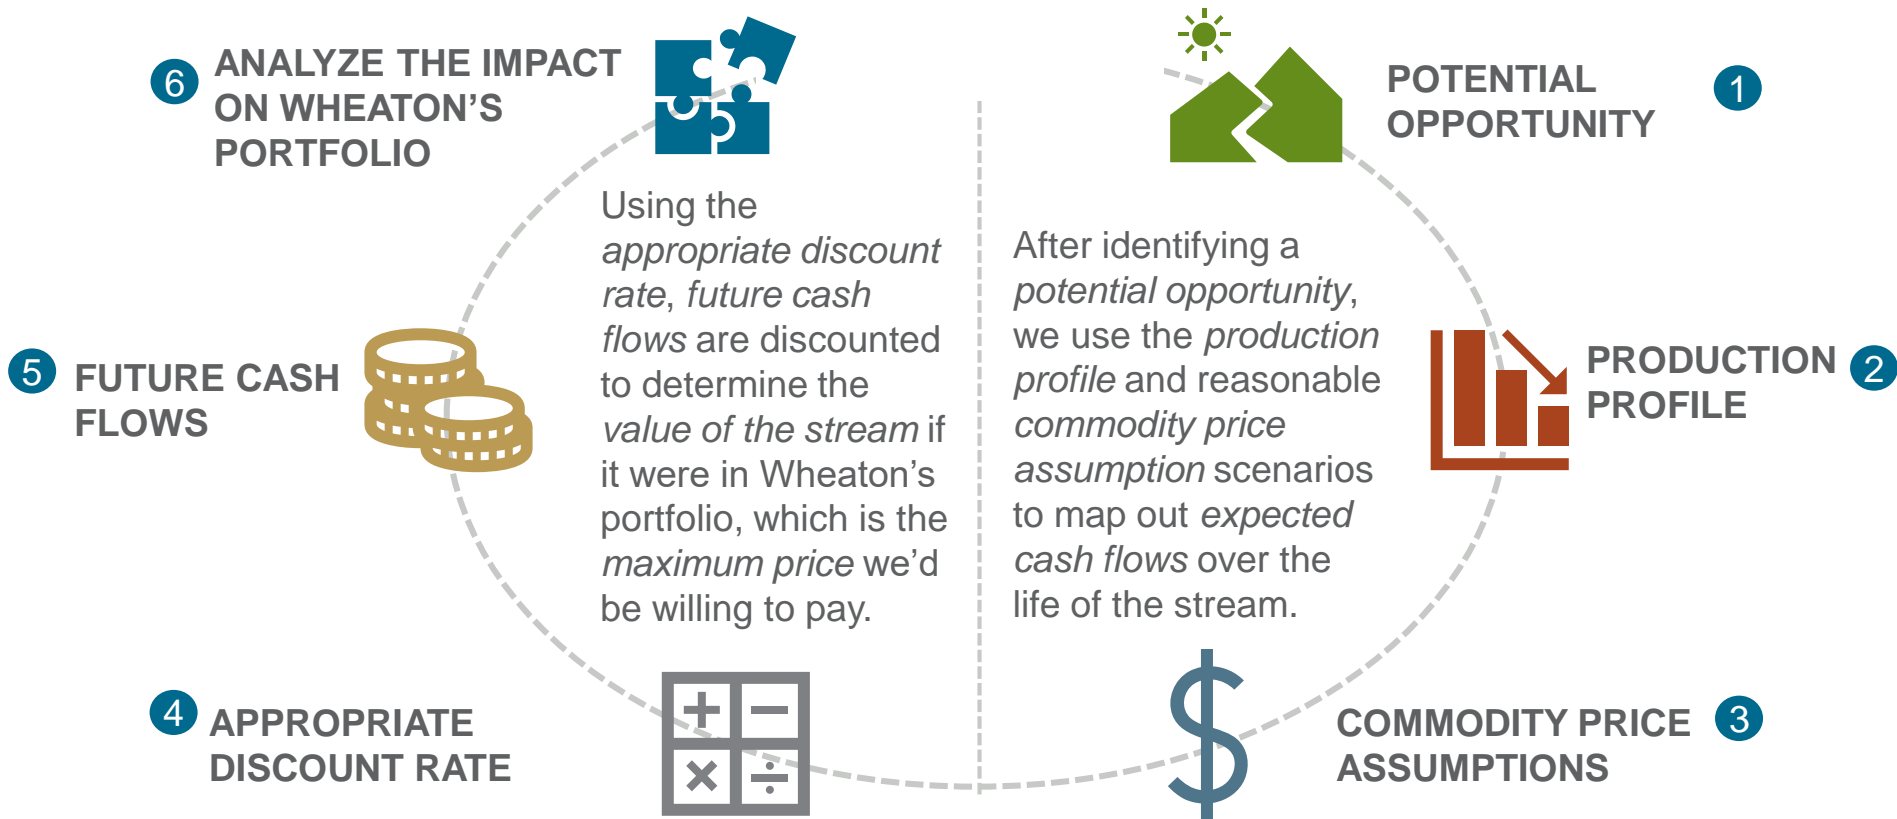 1
POTENTIAL
OPPORTUNITY
2
PRODUCTION
PROFILE
3
COMMODITY PRICE
ASSUMPTIONS
After identifying a
potential opportunity,
we use the production
profile and reasonable
commodity price
assumption scenarios
to map out expected
cash flows over the
life of the stream.
4
APPROPRIATE
DISCOUNT RATE
5
FUTURE CASH
FLOWS
6
ANALYZE THE IMPACT
ON WHEATON’S
PORTFOLIO
Using the
appropriate discount
rate, future cash
flows are discounted
to determine the
value of the stream if
it were in Wheaton’s
portfolio, which is the
maximum price we’d
be willing to pay.